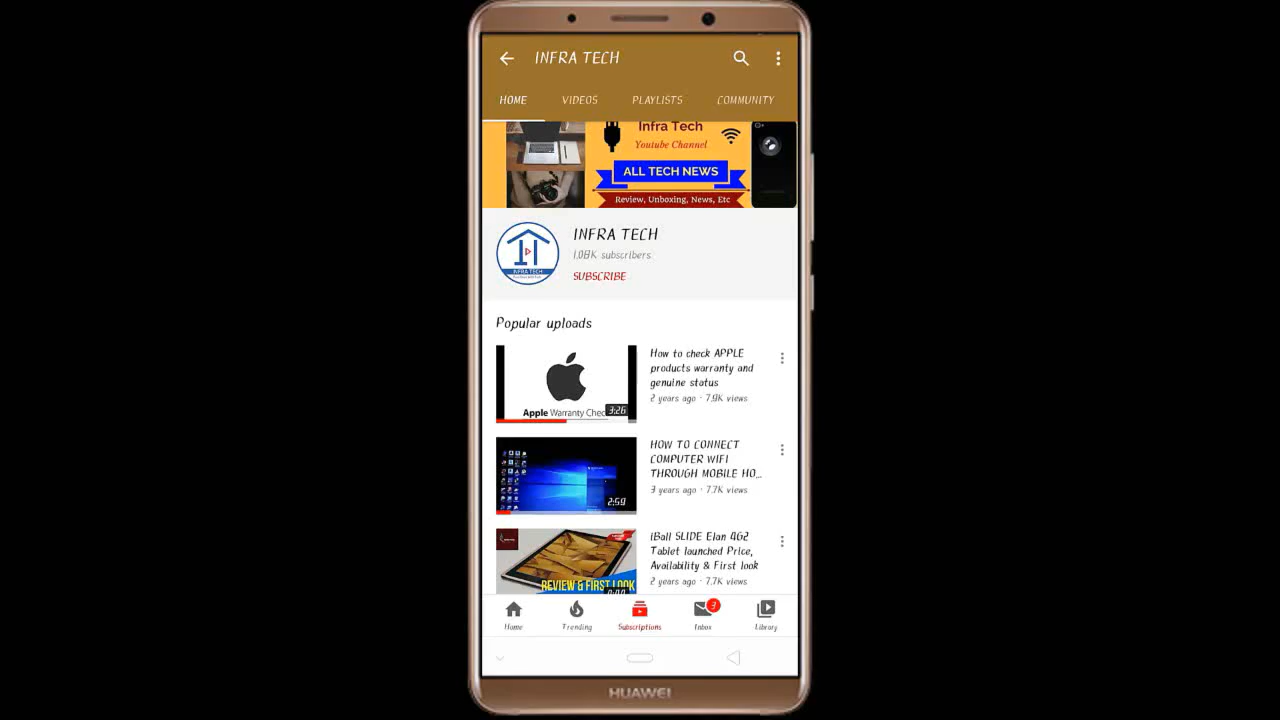 INFRA TECH
HOME VIDEOS PLAYLISTS COMMUNITY
Infra Tech
Youtube Channel
ALL TECH NEWS
Review, Unboxing, News, Etc
INFRA TECH
1.08K subscribers
SUBSCRIBE
INFRA TECH
Popular uploads
How to check APPLE
products warranty and
genuine status
2 years ago · 7.9K views
Apple Warranty Chec
3:26
HOW TO CONNECT
COMPUTER WIFI
THROUGH MOBILE HO...
3 years ago · 7.7K views
2:59
iBall SLIDE Elan 4G2
Tablet launched Price,
Availability & First look
2 years ago · 7.7K views
REVIEW & FIRST LOOK
Home Trending Subscriptions Inbox Library
HUAWEI